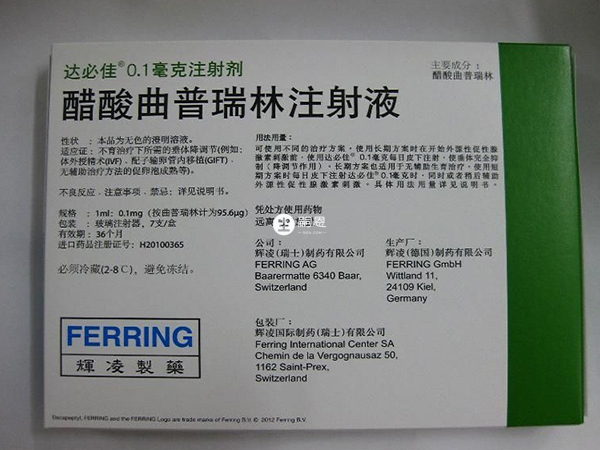 达必佳®0.1毫克注射剂
醋酸曲普瑞林注射液
主要成分：
醋酸曲普瑞林
性状：本品为无色的澄明溶液。
适应证：不育治疗下所需的垂体降调节(例如：
体外授精术(IVF)、配子输卵管内移植(GIFT)、
无辅助治疗方法的促卵泡成熟等)。
不良反应、注意事项、禁忌：详见说明书。
规格：1ml：0.1mg（按曲普瑞林计为95.6μg）
包装：玻璃注射器，7支/盒
有效期：36个月
进口药品注册证号：H20100365
必须冷藏(2-8℃)，避免冻结。
用法用量：
可使用不同的治疗方案，使用长期方案时在开始外源性促性腺
激素刺激前，使用达必佳®0.1毫克每日皮下注射，使垂体完全抑
制（降调节作用）。长期方案也适用于无辅助生育治疗。使用短
期方案时每日皮下注射达必佳®0.1毫克时，同时或者稍后辅助
外源性促性腺激素刺激。具体用法用量详见说明书。
凭处方使用药物
远离
公司：
辉凌(瑞士)制药有限公司
FERRING AG
Baarermatte 6340 Baar,
Switzerland
生产厂：
辉凌(德国)制药有限公司
FERRING GmbH
Wittland 11,
24109 Kiel,
Germany
包装厂：
辉凌国际制药(瑞士)有限公司
Ferring International Center SA
Chemin de la Vergognausaz 50,
1162 Saint-Prex,
Switzerland
FERRING
輝凌製藥
Decapeptyl, FERRING and the FERRING Logo are trade marks of Ferring B.V. © 2012 Ferring B.V.